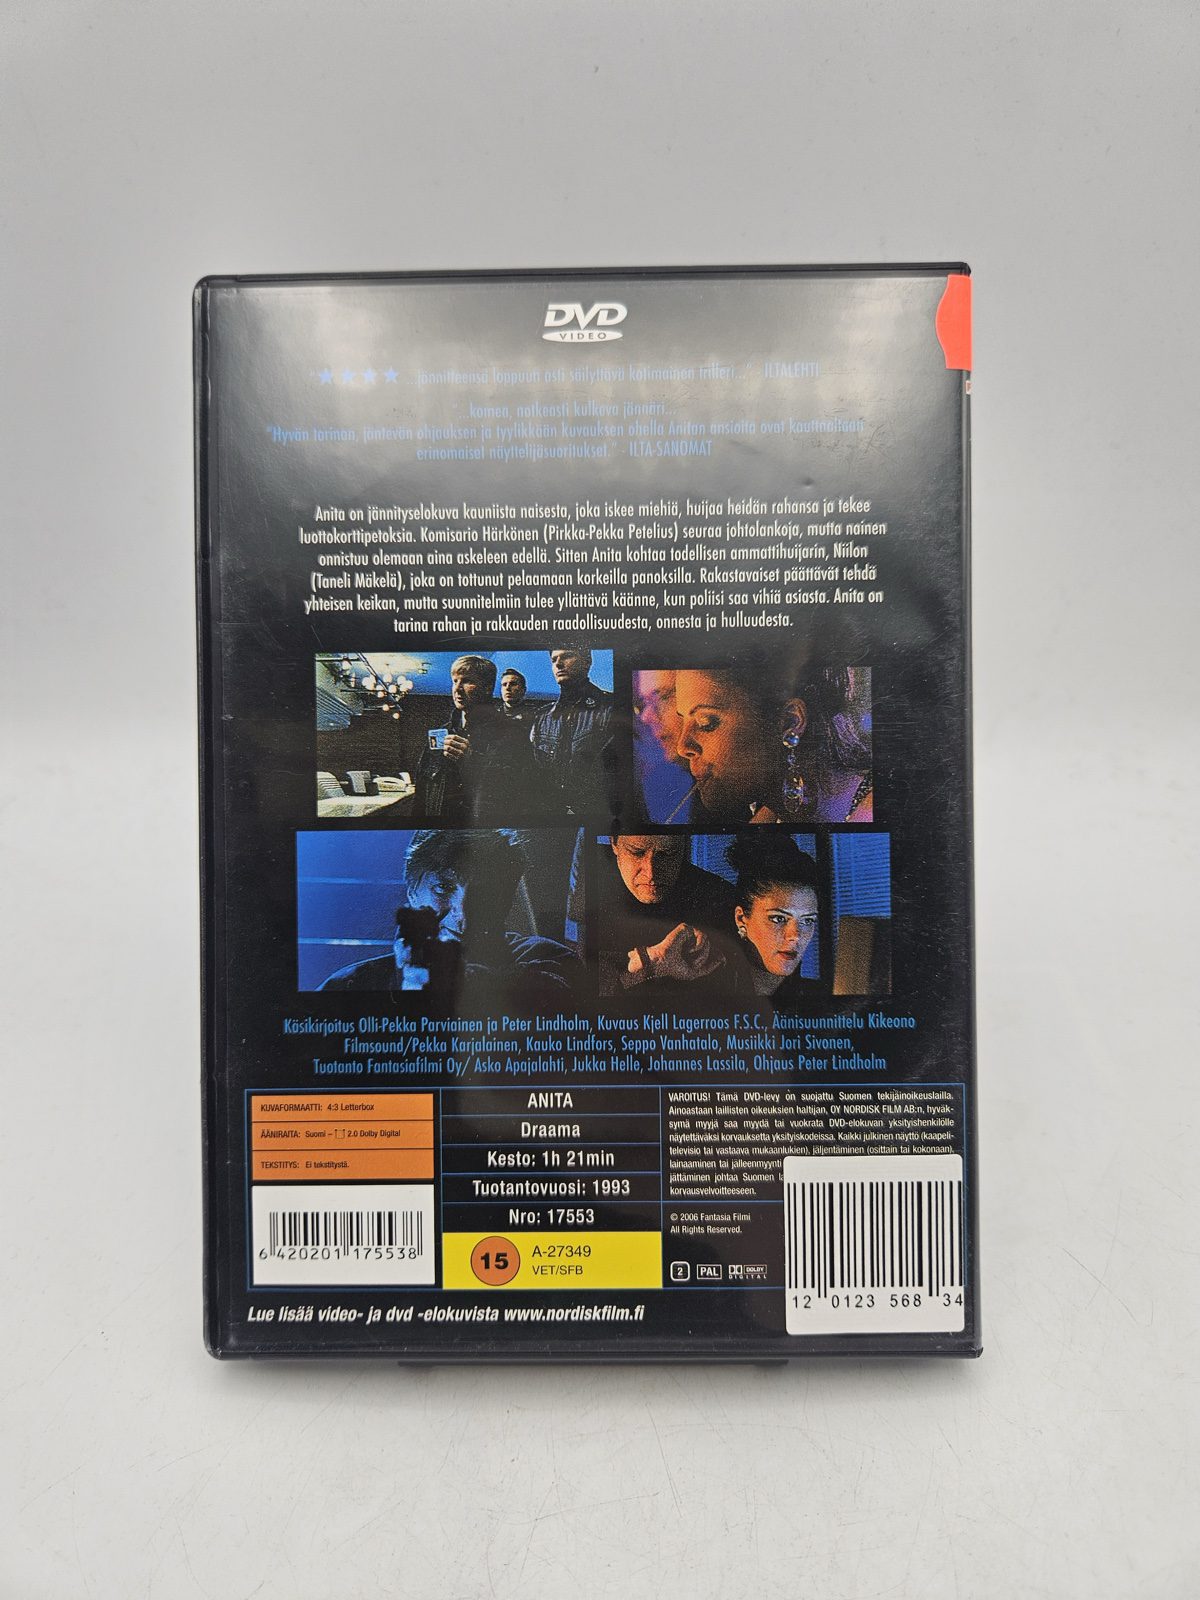 DVD
VIDEO
"★★★★ ...jännitteensä loppuun asti säilyttävä kotimainen trilleri..." ILTALEHTI
"...komea, notkeasti kulkeva jännäri...
"Hyvän tarinan, jäntevän ohjauksen ja tyylikkään kuvauksen ohella Anitan ansioita ovat kauttaaltaan
erinomaiset näyttelijäsuoritukset." - ILTA-SANOMAT
Anita on jännityselokuva kauniista naisesta, joka iskee miehiä, huijaa heidän rahansa ja tekee
luottokorttipetoksia. Komisario Härkönen (Pirkka-Pekka Petelius) seuraa johtolankoja, mutta nainen
onnistuu olemaan aina askeleen edellä. Sitten Anita kohtaa todellisen ammattihuijarin, Niilon
(Taneli Mäkelä), joka on tottunut pelaamaan korkeilla panoksilla. Rakastavaiset päättävät tehdä
yhteisen keikan, mutta suunnitelmiin tulee yllättävä käänne, kun poliisi saa vihiä asiasta. Anita on
tarina rahan ja rakkauden raadollisuudesta, onnesta ja hulluudesta.
Käsikirjoitus Olli-Pekka Parviainen ja Peter Lindholm, Kuvaus Kjell Lagerroos F.S.C., Äänisuunnittelu Kikeono
Filmsound/Pekka Karjalainen, Kauko Lindfors, Seppo Vanhatalo, Musiikki Jori Sivonen,
Tuotanto Fantasiafilmi Oy/ Asko Apajalahti, Jukka Helle, Johannes Lassila, Ohjaus Peter Lindholm
KUVAFORMAATTI: 4:3 Letterbox
ÄÄNIRAITA: Suomi – 2.0 Dolby Digital
TEKSTITYS: Ei tekstitystä.
6 420201 175538
ANITA
Draama
Kesto: 1h 21min
Tuotantovuosi: 1993
Nro: 17553
15
A-27349
VET/SFB
VAROITUS! Tämä DVD-levy on suojattu Suomen tekijäinoikeuslailla.
Ainoastaan laillisten oikeuksien haltijan, OY NORDISK FILM AB:n, hyväk-
symä myyjä saa myydä tai vuokrata DVD-elokuvan yksityishenkilölle
näytettäväksi korvauksetta yksityiskodeissa. Kaikki julkinen näyttö (kaapeli-
televisio tai vastaava mukaanlukien), jäljentäminen (osittain tai kokonaan),
lainaaminen tai jälleenmyynti
jättäminen johtaa Suomen
korvausvelvoitteeseen.
© 2006 Fantasia Filmi
All Rights Reserved.
2
PAL
DOLBY
DIGITAL
12 0123 568 34
Lue lisää video- ja dvd -elokuvista www.nordiskfilm.fi